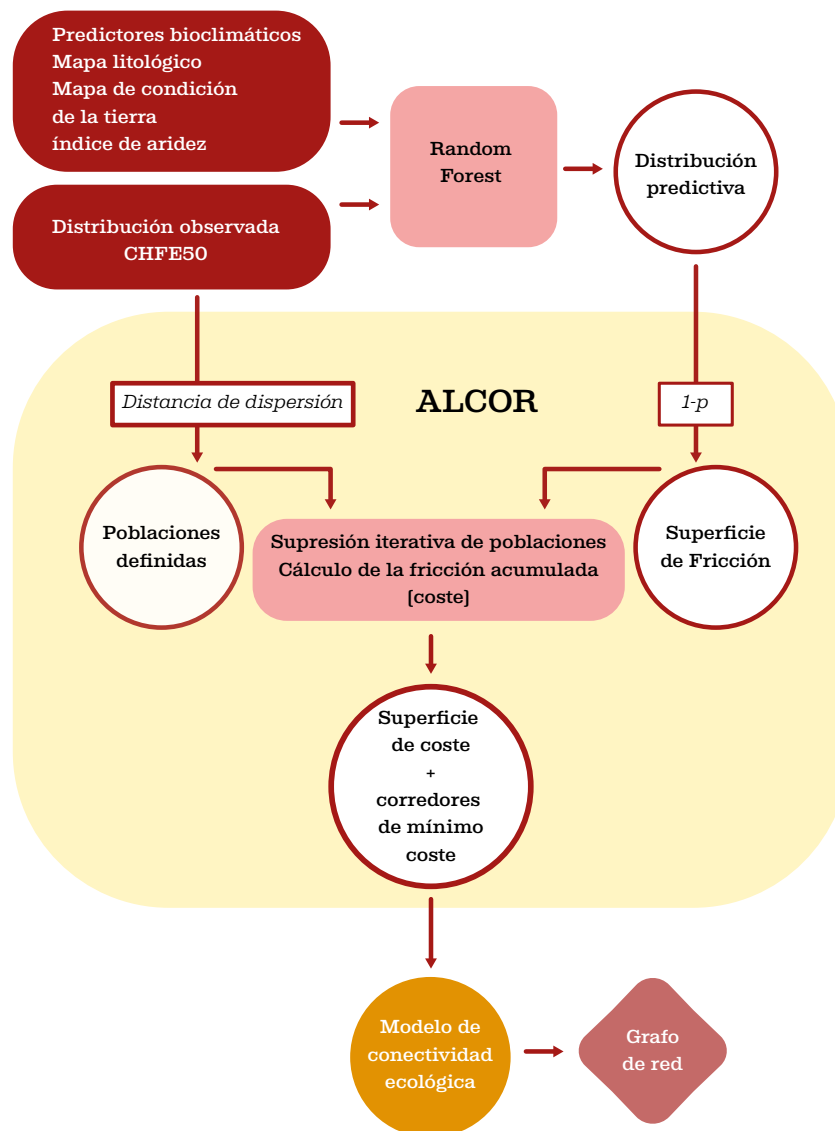 Predictores bioclimáticos
Mapa litológico
Mapa de condición
de la tierra
índice de aridez
Random
Forest
Distribución
predictiva
Distribución observada
CHFE50
Distancia de dispersión
ALCOR
1-p
Poblaciones
definidas
Supresión iterativa de poblaciones
Cálculo de la fricción acumulada
[coste]
Superficie
de Fricción
Superficie
de coste
+
corredores
de mínimo
coste
Modelo de
conectividad
ecológica
Grafo
de red